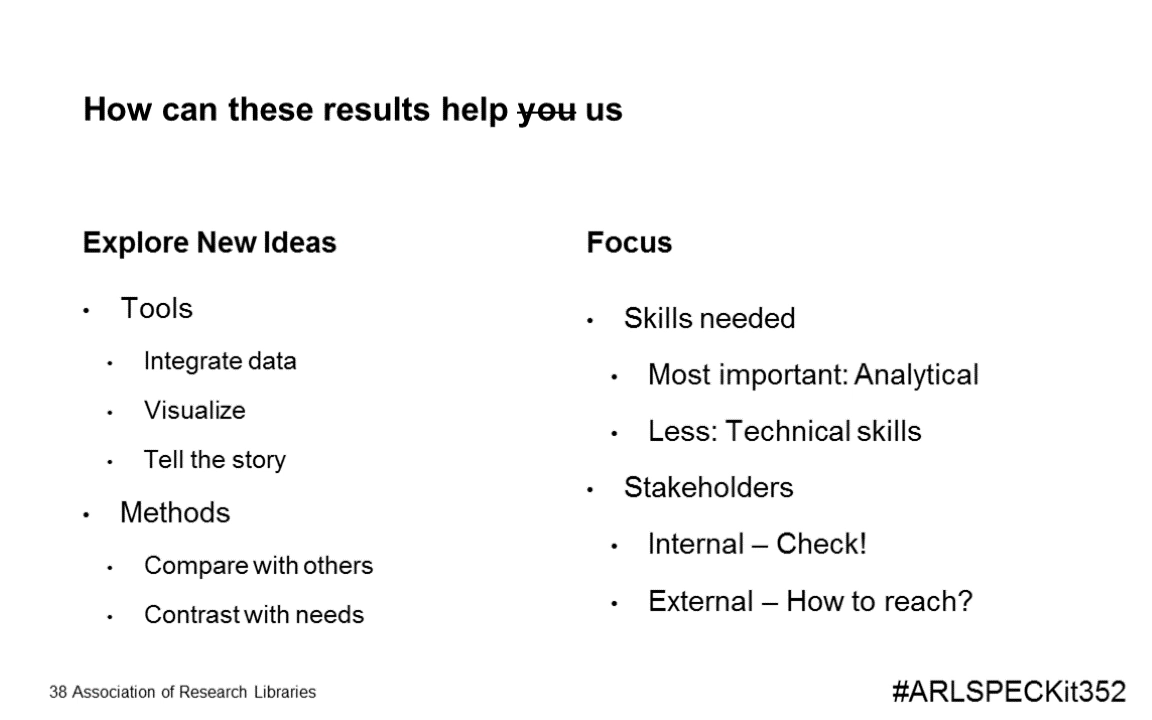 How can these results help you us
Explore New Ideas
• Tools
• Integrate data
• Visualize
• Tell the story
• Methods
• Compare with others
• Contrast with needs
Focus
• Skills needed
• Most important: Analytical
• Less: Technical skills
• Stakeholders
• Internal – Check!
• External – How to reach?
38 Association of Research Libraries
#ARLSPECKit352